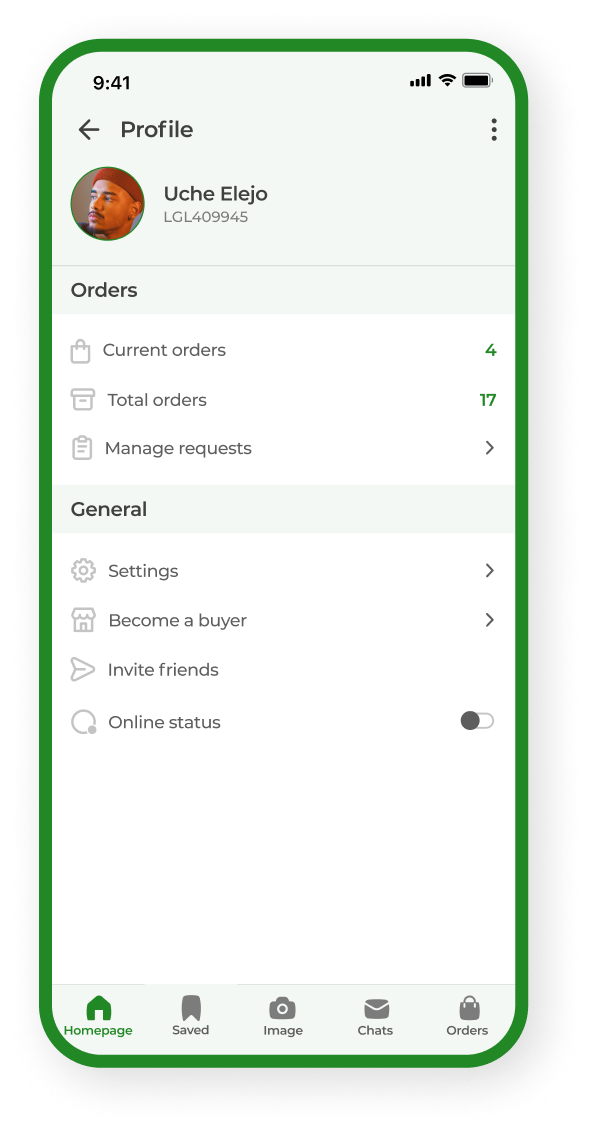 9:41
Profile
Uche Elejo
LGL409945
Orders
Current orders 4
Total orders 17
Manage requests
General
Settings
Become a buyer
Invite friends
Online status
Homepage Saved Image Chats Orders